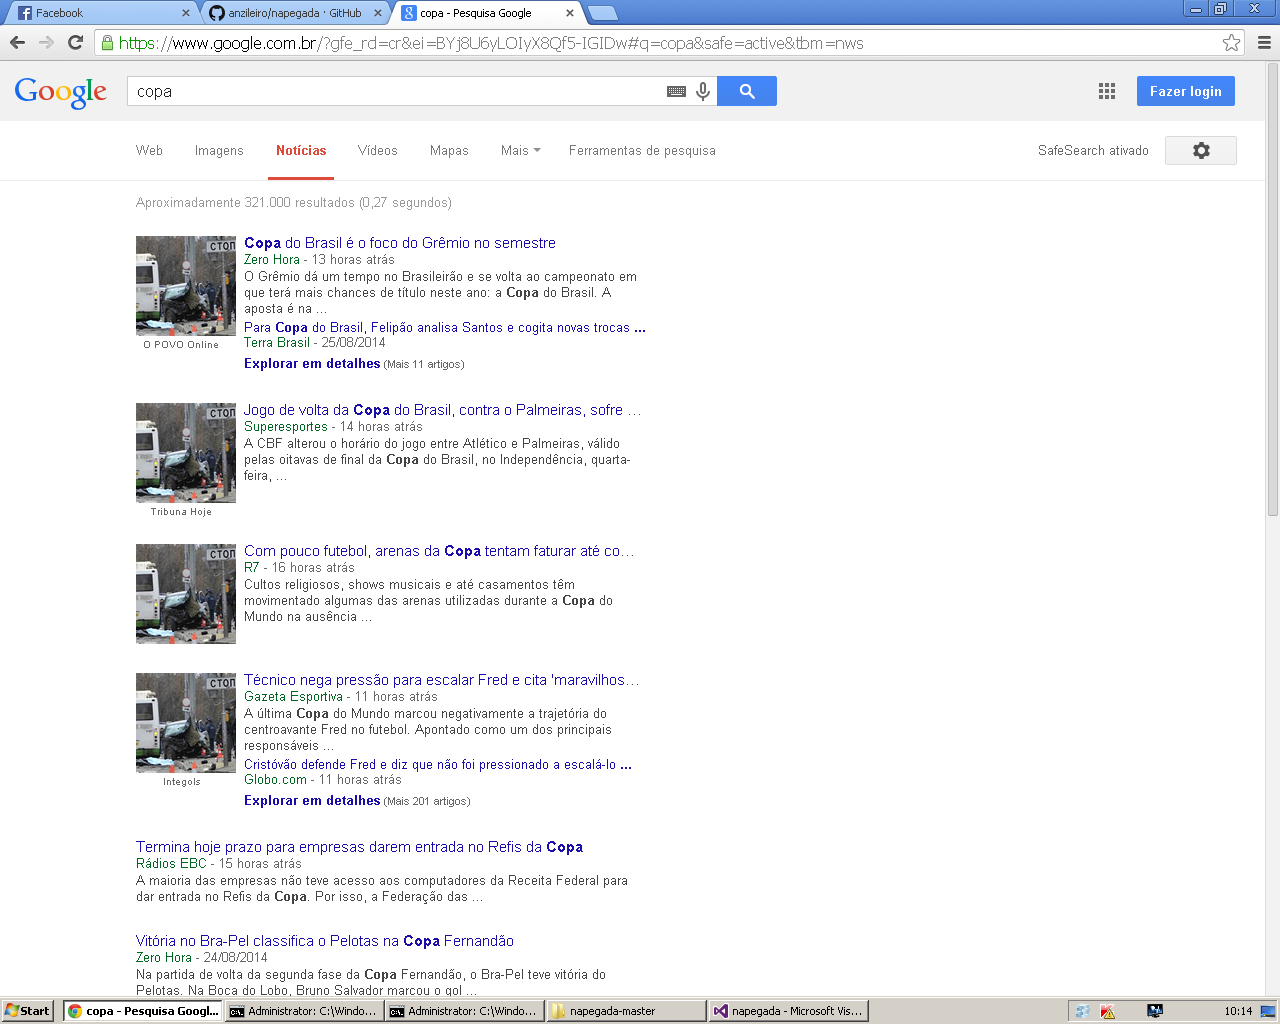 Facebook
anzileiro/napegada · GitHub
copa - Pesquisa Google
https://www.google.com.br/?gfe_rd=cr&ei=BYj8U6yLOIyX8Qf5-IGIDw#q=copa&safe=active&tbm=nws
Google
copa
Fazer login
Web
Imagens
Notícias
Vídeos
Mapas
Mais
Ferramentas de pesquisa
SafeSearch ativado
Aproximadamente 321.000 resultados (0,27 segundos)
СТОП
O POVO Online
Copa do Brasil é o foco do Grêmio no semestre
Zero Hora - 13 horas atrás
O Grêmio dá um tempo no Brasileirão e se volta ao campeonato em
que terá mais chances de título neste ano: a Copa do Brasil. A
aposta é na ...
Para Copa do Brasil, Felipão analisa Santos e cogita novas trocas ...
Terra Brasil - 25/08/2014
Explorar em detalhes (Mais 11 artigos)
СТОП
Tribuna Hoje
Jogo de volta da Copa do Brasil, contra o Palmeiras, sofre ...
Superesportes - 14 horas atrás
A CBF alterou o horário do jogo entre Atlético e Palmeiras, válido
pelas oitavas de final da Copa do Brasil, no Independência, quarta-
feira, ...
СТОП
Com pouco futebol, arenas da Copa tentam faturar até co...
R7 - 16 horas atrás
Cultos religiosos, shows musicais e até casamentos têm
movimentado algumas das arenas utilizadas durante a Copa do
Mundo na ausência ...
СТОП
Integols
Técnico nega pressão para escalar Fred e cita 'maravilhos...
Gazeta Esportiva - 11 horas atrás
A última Copa do Mundo marcou negativamente a trajetória do
centroavante Fred no futebol. Apontado como um dos principais
responsáveis ...
Cristóvão defende Fred e diz que não foi pressionado a escalá-lo ...
Globo.com - 11 horas atrás
Explorar em detalhes (Mais 201 artigos)
Termina hoje prazo para empresas darem entrada no Refis da Copa
Rádios EBC - 15 horas atrás
A maioria das empresas não teve acesso aos computadores da Receita Federal para
dar entrada no Refis da Copa. Por isso, a Federação das ...
Vitória no Bra-Pel classifica o Pelotas na Copa Fernandão
Zero Hora - 24/08/2014
Na partida de volta da segunda fase da Copa Fernandão, o Bra-Pel teve vitória do
Pelotas. Na Boca do Lobo, Bruno Salvador marcou o gol ...
Start
copa - Pesquisa Googl...
Administrator: C:\Windo...
Administrator: C:\Windo...
napegada-master
napegada - Microsoft Vis...
10:14